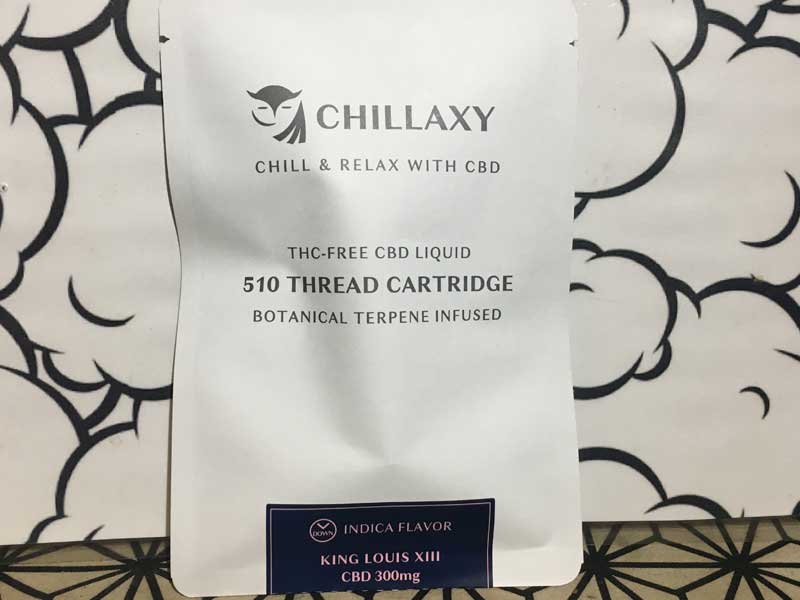 CHILLAXY
CHILL & RELAX WITH CBD
THC-FREE CBD LIQUID
510 THREAD CARTRIDGE
BOTANICAL TERPENE INFUSED
DOWN INDICA FLAVOR
KING LOUIS XIII
CBD 300mg